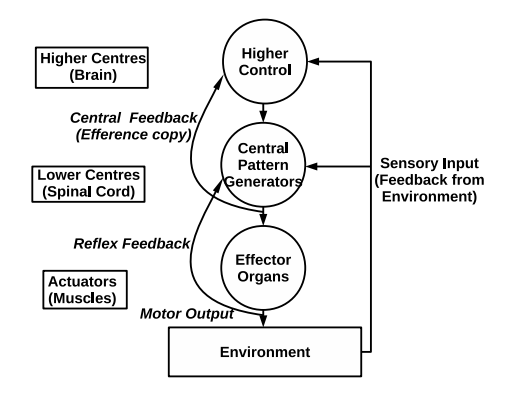 Higher
Control
Higher Centres
(Brain)
Central Feedback
(Efference copy)
Central
Pattern
Generators
Sensory Input
(Feedback from
Environment)
Lower Centres
(Spinal Cord)
Reflex Feedback
Effector
Organs
Actuators
(Muscles)
Motor Output
Environment